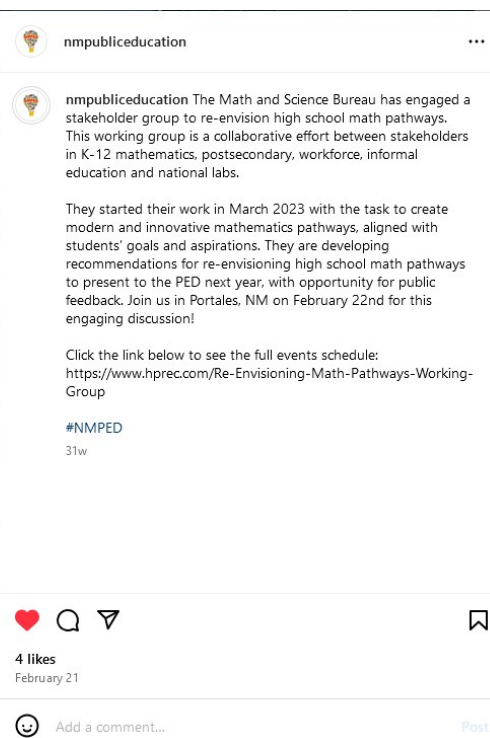 nmpubliceducation
nmpubliceducation The Math and Science Bureau has engaged a
stakeholder group to re-envision high school math pathways.
This working group is a collaborative effort between stakeholders
in K-12 mathematics, postsecondary, workforce, informal
education and national labs.
They started their work in March 2023 with the task to create
modern and innovative mathematics pathways, aligned with
students' goals and aspirations. They are developing
recommendations for re-envisioning high school math pathways
to present to the PED next year, with opportunity for public
feedback. Join us in Portales, NM on February 22nd for this
engaging discussion!
Click the link below to see the full events schedule:
https://www.hprec.com/Re-Envisioning-Math-Pathways-Working-
Group
#NMPED
31w
4 likes
February 21
Add a comment...
Post